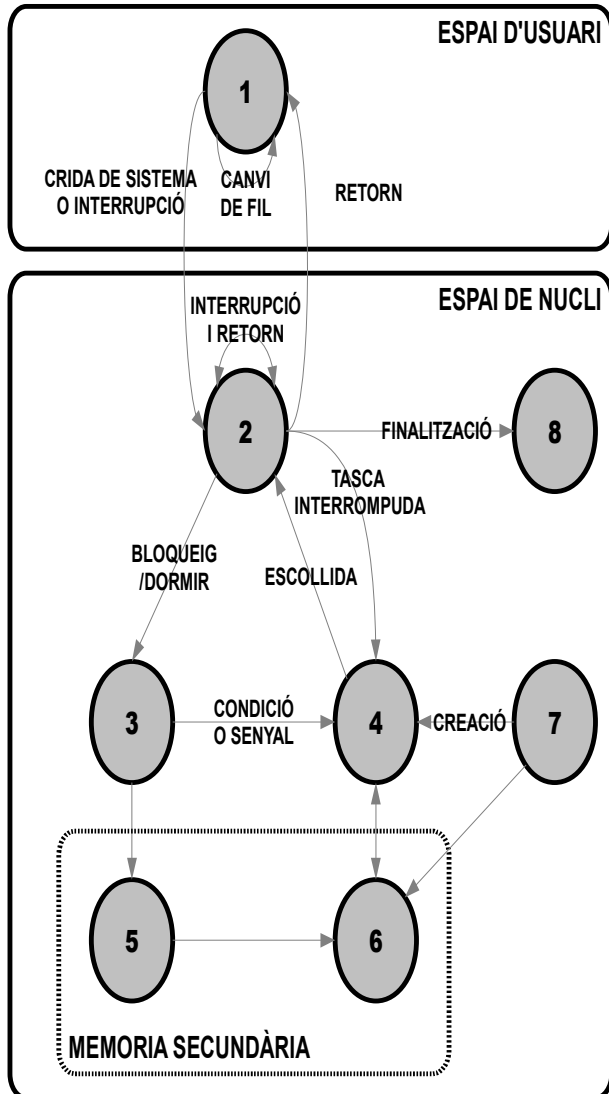 ESPAI D'USUARI
1
CRIDA DE SISTEMA
O INTERRUPCIÓ
CANVI
DE FIL
RETORN
ESPAI DE NUCLI
INTERRUPCIÓ
I RETORN
2
FINALITZACIÓ
8
TASCA
INTERROMPUDA
BLOQUEIG
/DORMIR
ESCOLLIDA
3
CONDICIÓ
O SENYAL
4
CREACIÓ
7
5
6
MEMORIA SECUNDÀRIA